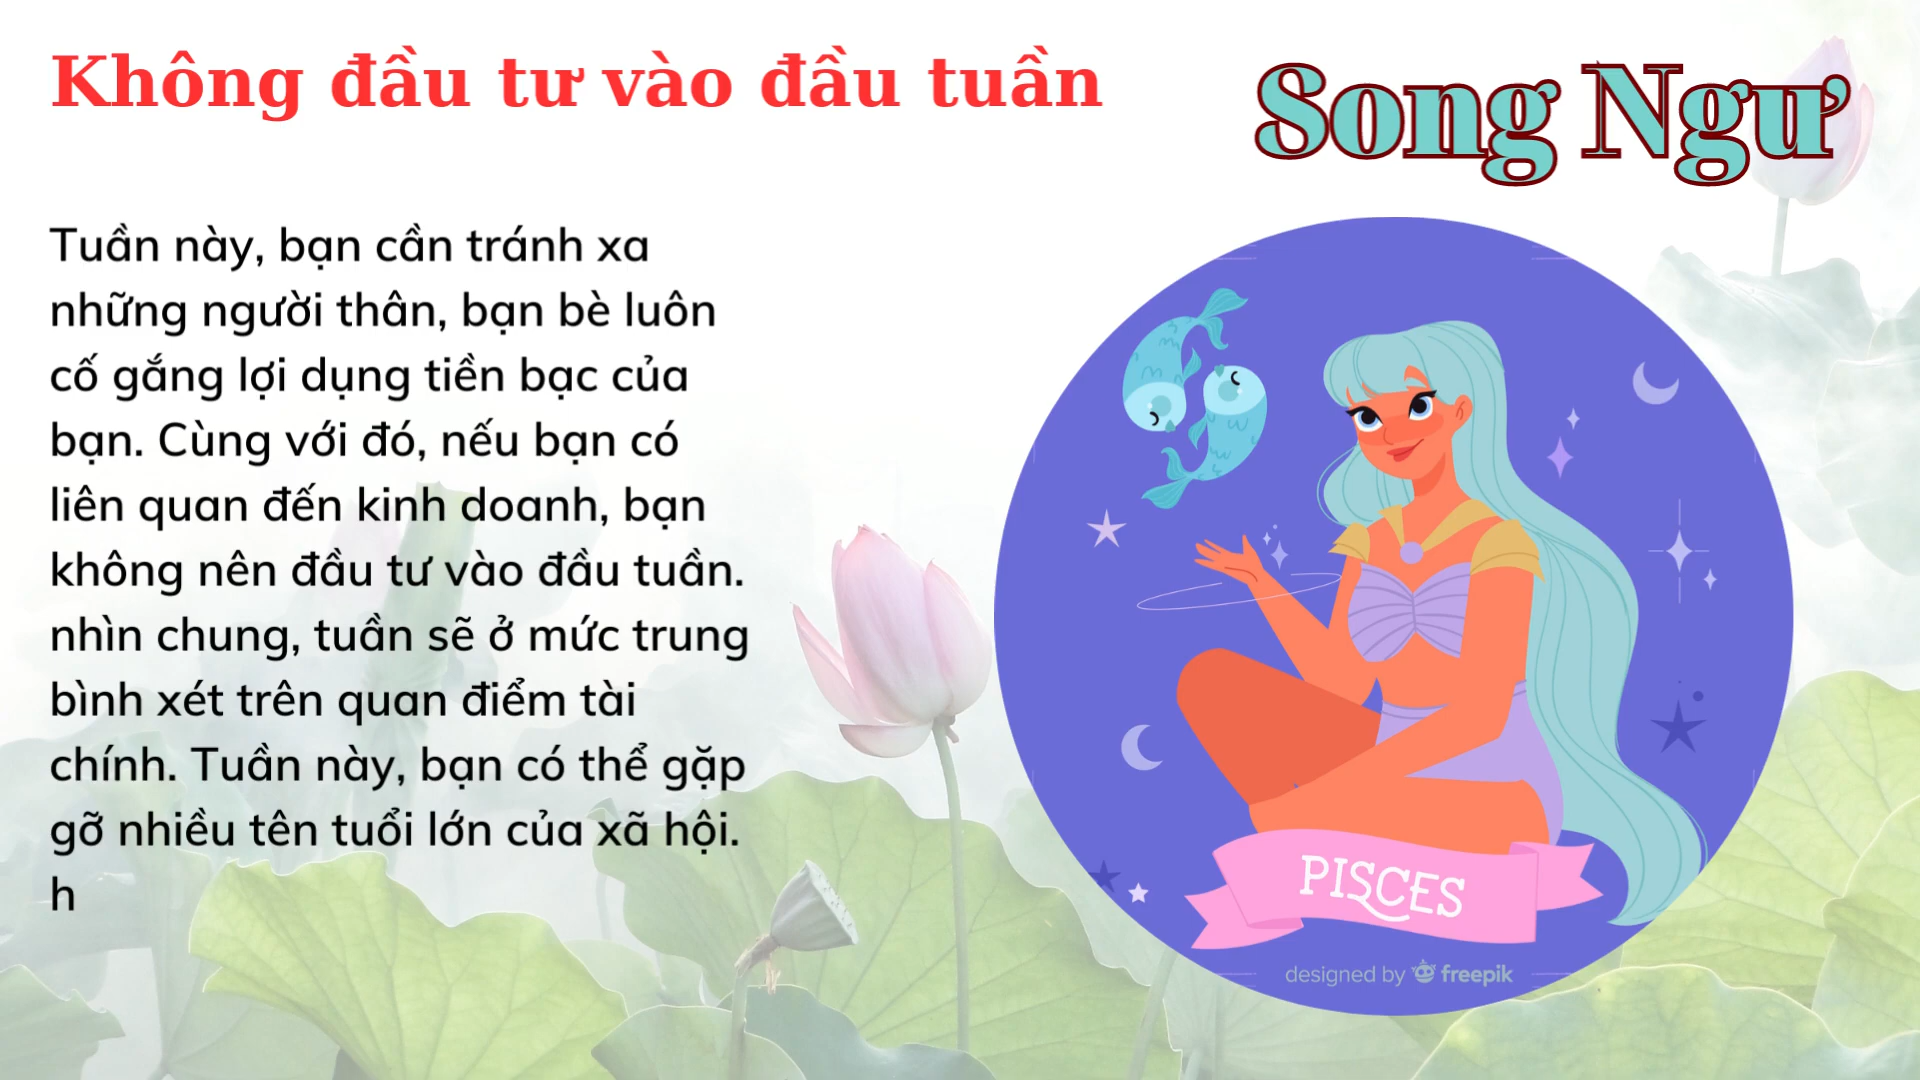 Không đầu tư vào đầu tuần
Song Ngư
Tuần này, bạn cần tránh xa
những người thân, bạn bè luôn
cố gắng lợi dụng tiền bạc của
bạn. Cùng với đó, nếu bạn có
liên quan đến kinh doanh, bạn
không nên đầu tư vào đầu tuần.
nhìn chung, tuần sẽ ở mức trung
bình xét trên quan điểm tài
chính. Tuần này, bạn có thể gặp
gỡ nhiều tên tuổi lớn của xã hội.
h
PISCES
designed by freepik